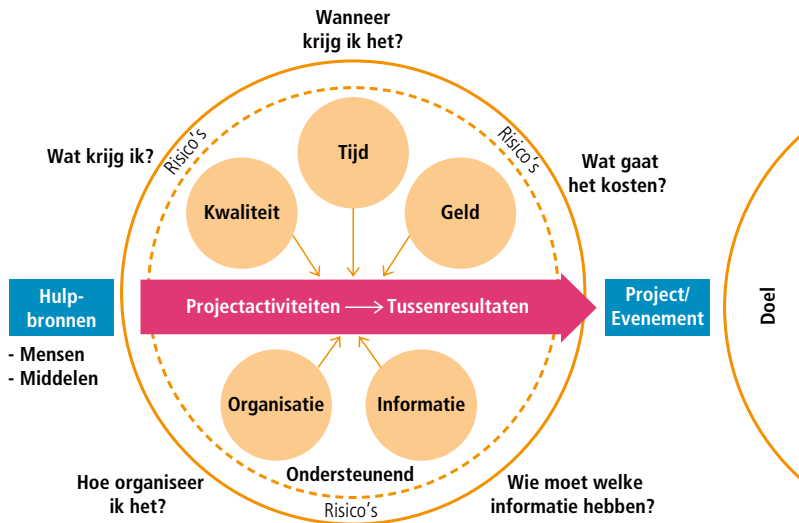 Wanneer
krijg ik het?
Wat krijg ik?
Risico's
Risico's
Wat gaat
het kosten?
Tijd
Kwaliteit
Geld
Hulp-
bronnen
- Mensen
- Middelen
Projectactiviteiten → Tussenresultaten
Project/
Evenement
Doel
Organisatie
Informatie
Ondersteunend
Hoe organiseer
ik het?
Risico's
Wie moet welke
informatie hebben?